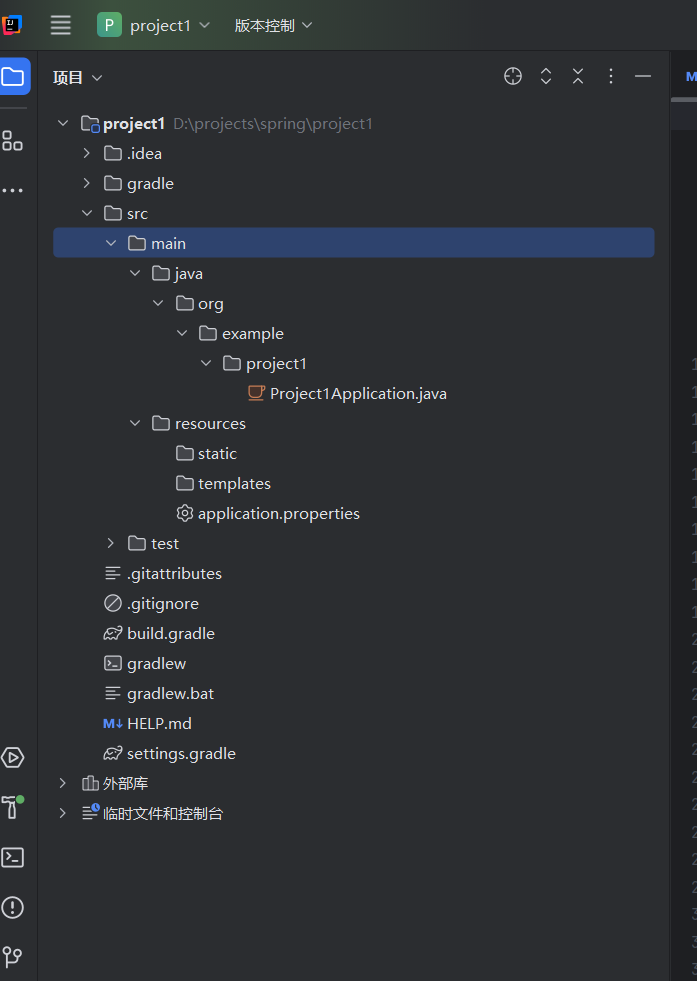 P project1 版本控制
项目
project1 D:\projects\spring\project1
.idea
gradle
src
main
java
org
example
project1
Project1Application.java
resources
static
templates
application.properties
test
.gitattributes
.gitignore
build.gradle
gradlew
gradlew.bat
M↓ HELP.md
settings.gradle
外部库
临时文件和控制台